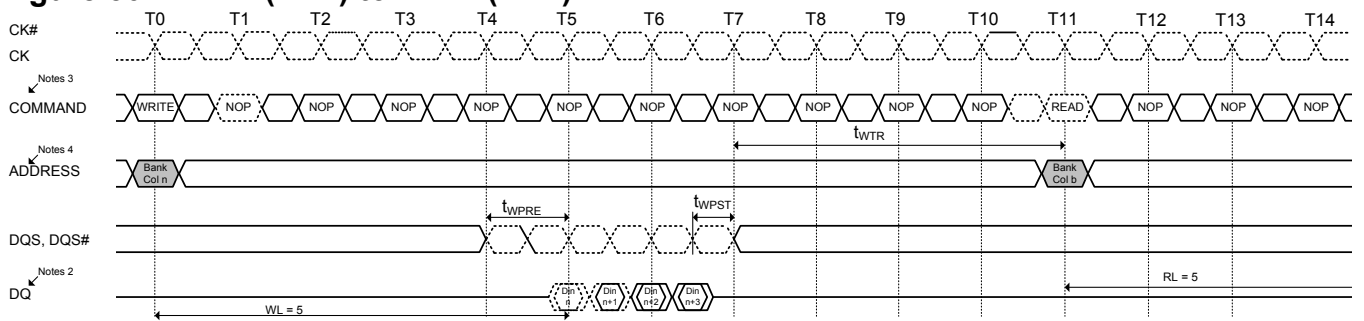 T0 T1 T2 T3 T4 T5 T6 T7 T8 T9 T10 T11 T12 T13 T14
CK#
CK
Notes 3
COMMAND WRITE NOP NOP NOP NOP NOP NOP NOP NOP NOP NOP READ NOP NOP NOP
tWTR
Notes 4
ADDRESS Bank Col n Bank Col b
tWPRE tWPST
DQS, DQS#
Notes 2
DQ Din n Din n+1 Din n+2 Din n+3
RL = 5
WL = 5